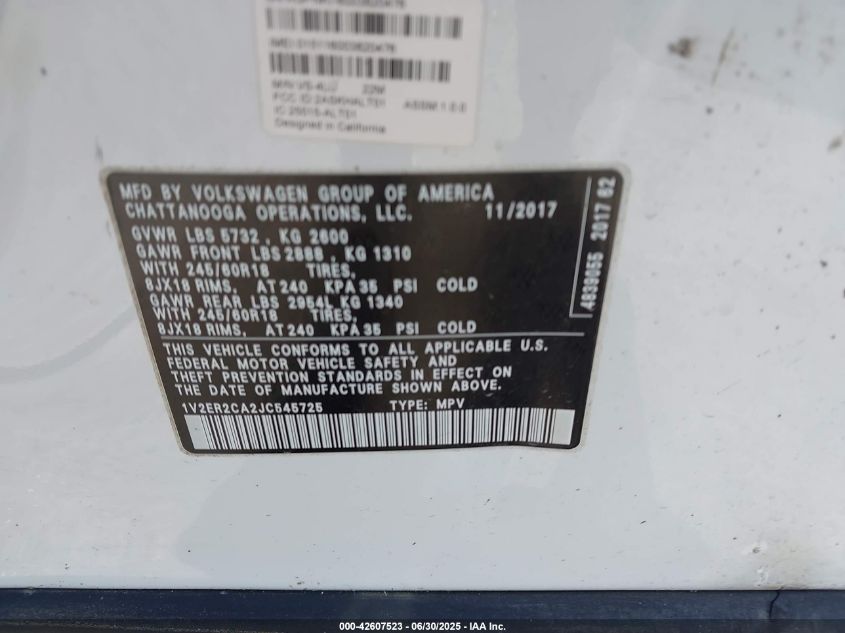 MFD BY VOLKSWAGEN GROUP OF AMERICA
CHATTANOOGA OPERATIONS, LLC. 11/2017
GVWR LBS 5732 , KG 2600
GAWR FRONT LBS 2888 , KG 1310
WITH 245/60R18 TIRES,
8JX18 RIMS, AT 240 KPA 35 PSI COLD
GAWR REAR LBS 2954, KG 1340
WITH 245/60R18 TIRES,
8JX18 RIMS, AT 240 KPA 35 PSI COLD
THIS VEHICLE CONFORMS TO ALL APPLICABLE U.S.
FEDERAL MOTOR VEHICLE SAFETY AND
THEFT PREVENTION STANDARDS IN EFFECT ON
THE DATE OF MANUFACTURE SHOWN ABOVE.
1V2ER2CA2JC545725 TYPE: MPV
4839055 2017 62
ASSM:1.0.0
Designed in California
000-42607523 - 06/30/2025 - IAA Inc.